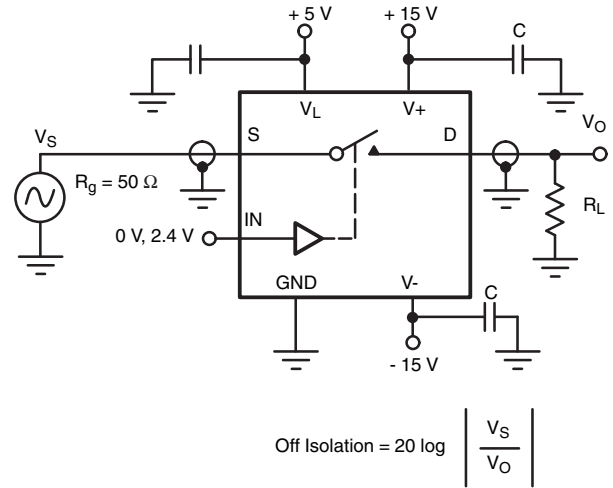 + 5 V
+ 15 V
C
V_L
V+
V_S
S
D
V_O
R_g = 50 Ω
R_L
IN
0 V, 2.4 V
GND
V-
C
- 15 V
Off Isolation = 20 log | V_S / V_O |